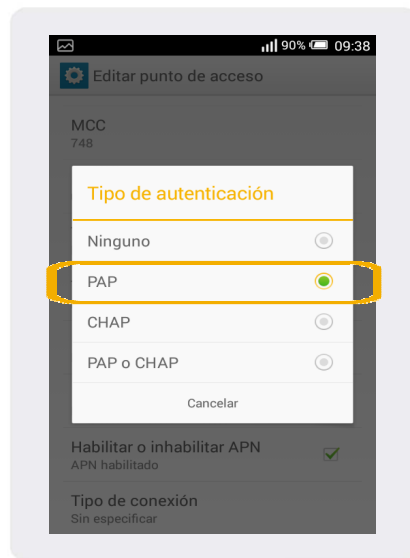 90% 09:38
Editar punto de acceso
MCC
748
Tipo de autenticación
Ninguno
PAP
CHAP
PAP o CHAP
Cancelar
Habilitar o inhabilitar APN
APN habilitado
Tipo de conexión
Sin especificar